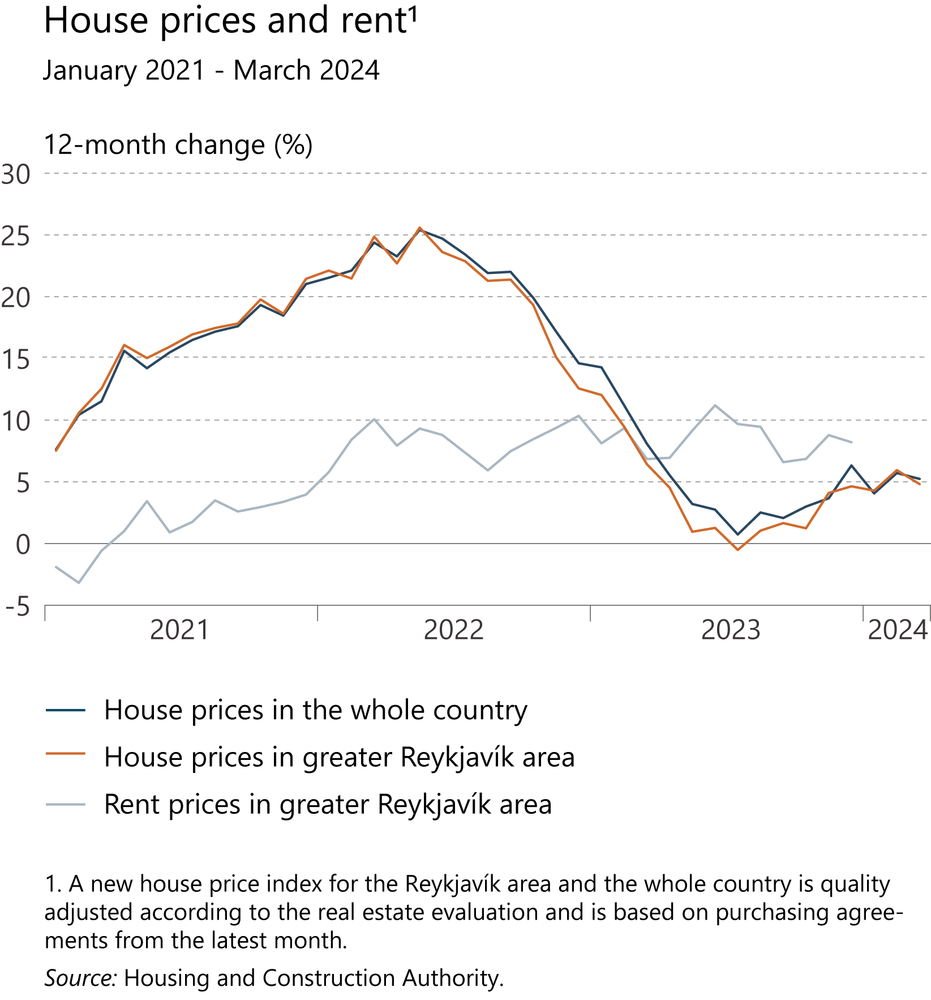 House prices and rent¹
January 2021 - March 2024
12-month change (%)
30
25
20
15
10
5
0
-5
2021 2022 2023 2024
House prices in the whole country
House prices in greater Reykjavík area
Rent prices in greater Reykjavík area
1. A new house price index for the Reykjavík area and the whole country is quality
adjusted according to the real estate evaluation and is based on purchasing agree-
ments from the latest month.
Source: Housing and Construction Authority.